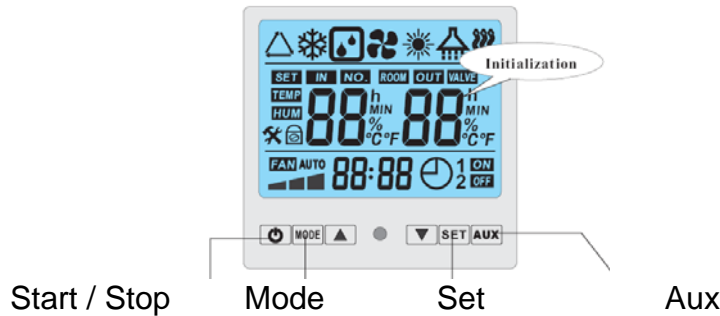 Initialization
SET IN NO. ROOM OUT VALVE
TEMP 88 h 88 h
HUM MIN MIN
% %
°C°F °C°F
FAN AUTO 88:88 1 ON
2 OFF
MODE ▲ ▼ SET AUX
Start / Stop Mode Set Aux